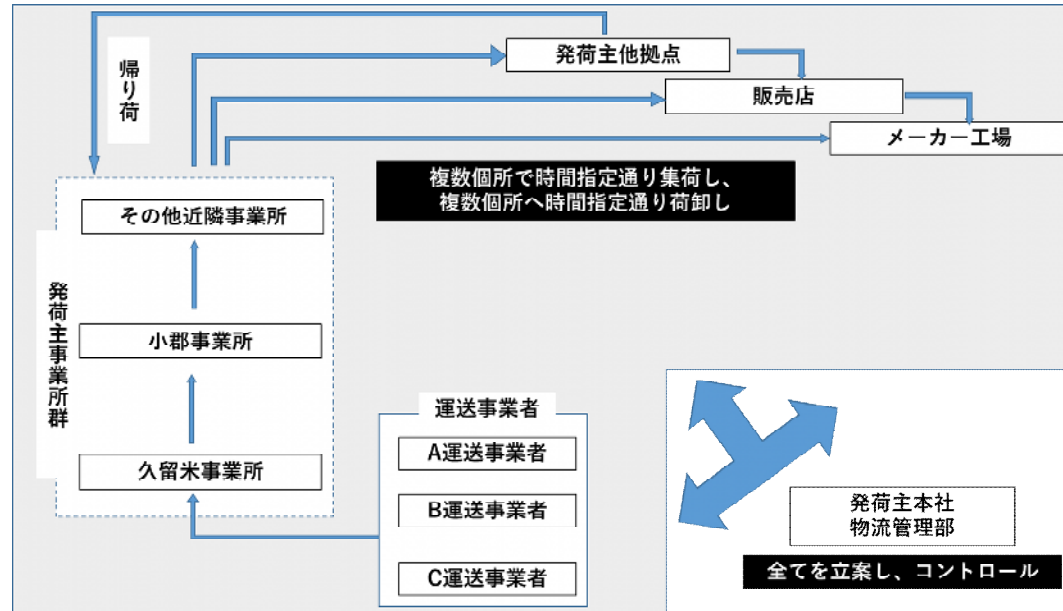 帰り荷
発荷主他拠点
販売店
メーカー工場
複数個所で時間指定通り集荷し、
複数個所へ時間指定通り荷卸し
発荷主事業所群
その他近隣事業所
小郡事業所
久留米事業所
運送事業者
A運送事業者
B運送事業者
C運送事業者
発荷主本社
物流管理部
全てを立案し、コントロール